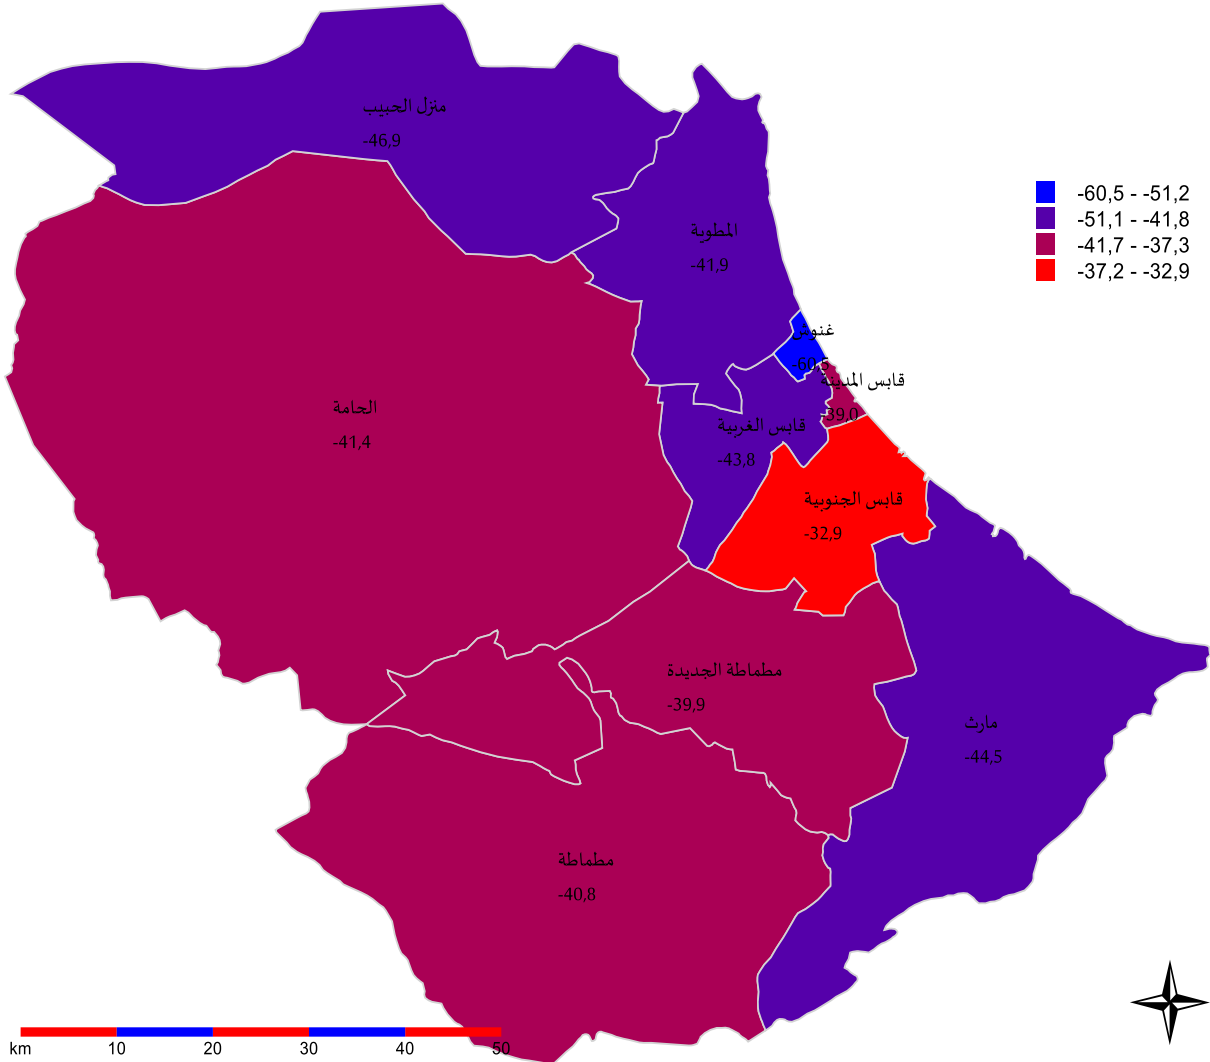 منزل الحبيب
-46,9
المطوية
-41,9
-60,5 - -51,2
-51,1 - -41,8
-41,7 - -37,3
-37,2 - -32,9
غنوش
-60,5
قابس المدينة
-39,0
الحامة
-41,4
قابس الغربية
-43,8
قابس الجنوبية
-32,9
مطماطة الجديدة
-39,9
مارث
-44,5
مطماطة
-40,8
km 10 20 30 40 50